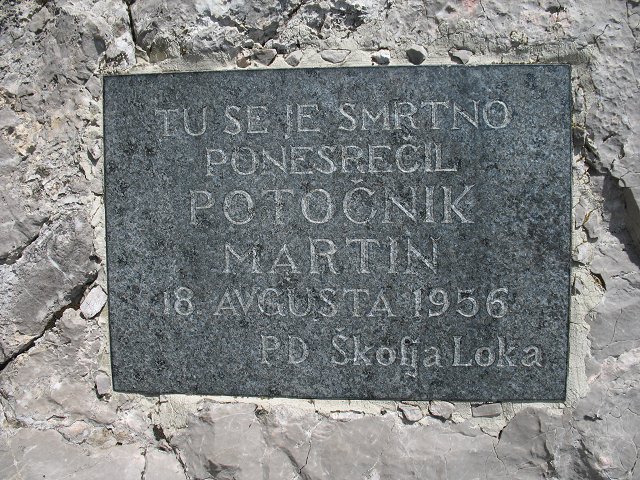 TU SE JE SMRTNO
PONESREČIL
POTOČNIK
MARTIN
18. AVGUSTA 1956
PD Škofja Loka